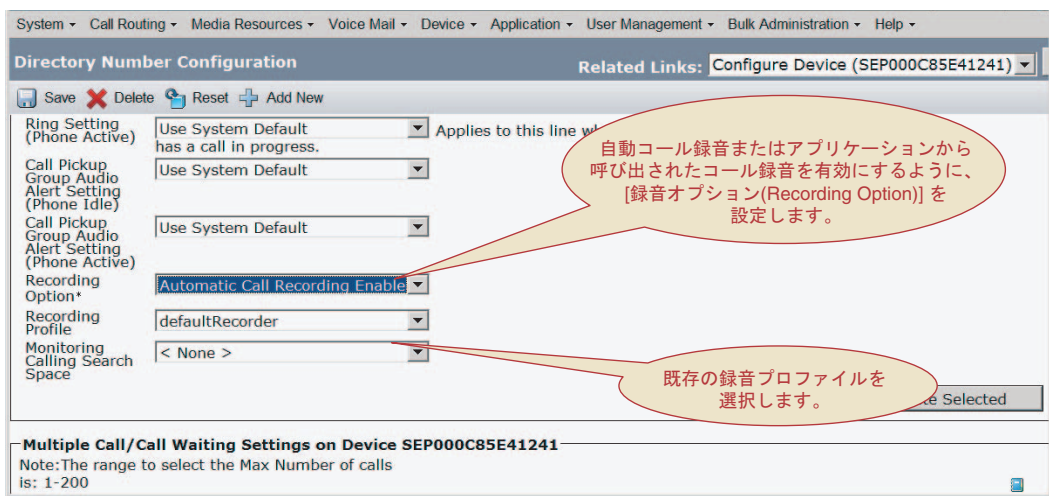 System Call Routing Media Resources Voice Mail Device Application User Management Bulk Administration Help
Directory Number Configuration
Related Links: Configure Device (SEP000C85E41241)
Save Delete Reset Add New
Ring Setting (Phone Active)
Use System Default
Applies to this line
has a call in progress.
Call Pickup Group Audio Alert Setting (Phone Idle)
Use System Default
Call Pickup Group Audio Alert Setting (Phone Active)
Use System Default
Recording Option*
Automatic Call Recording Enable
Recording Profile
defaultRecorder
Monitoring Calling Search Space
< None >
自動コール録音またはアプリケーションから
呼び出されたコール録音を有効にするように、
[録音オプション(Recording Option)] を
設定します。
既存の録音プロファイルを
選択します。
Selected
Multiple Call/Call Waiting Settings on Device SEP000C85E41241
Note:The range to select the Max Number of calls
is: 1-200